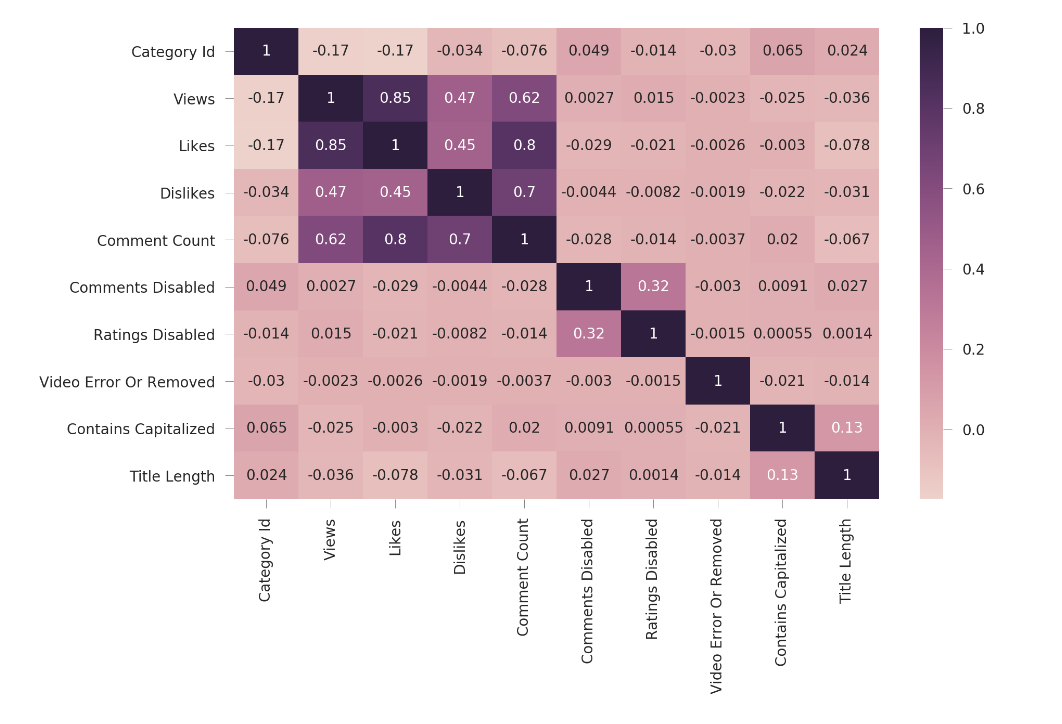 Category Id 1 -0.17 -0.17 -0.034 -0.076 0.049 -0.014 -0.03 0.065 0.024
Views -0.17 1 0.85 0.47 0.62 0.0027 0.015 -0.0023 -0.025 -0.036
Likes -0.17 0.85 1 0.45 0.8 -0.029 -0.021 -0.0026 -0.003 -0.078
Dislikes -0.034 0.47 0.45 1 0.7 -0.0044 -0.0082 -0.0019 -0.022 -0.031
Comment Count -0.076 0.62 0.8 0.7 1 -0.028 -0.014 -0.0037 0.02 -0.067
Comments Disabled 0.049 0.0027 -0.029 -0.0044 -0.028 1 0.32 -0.003 0.0091 0.027
Ratings Disabled -0.014 0.015 -0.021 -0.0082 -0.014 0.32 1 -0.0015 0.00055 0.0014
Video Error Or Removed -0.03 -0.0023 -0.0026 -0.0019 -0.0037 -0.003 -0.0015 1 -0.021 -0.014
Contains Capitalized 0.065 -0.025 -0.003 -0.022 0.02 0.0091 0.00055 -0.021 1 0.13
Title Length 0.024 -0.036 -0.078 -0.031 -0.067 0.027 0.0014 -0.014 0.13 1
Category Id
Views
Likes
Dislikes
Comment Count
Comments Disabled
Ratings Disabled
Video Error Or Removed
Contains Capitalized
Title Length
1.0
0.8
0.6
0.4
0.2
0.0